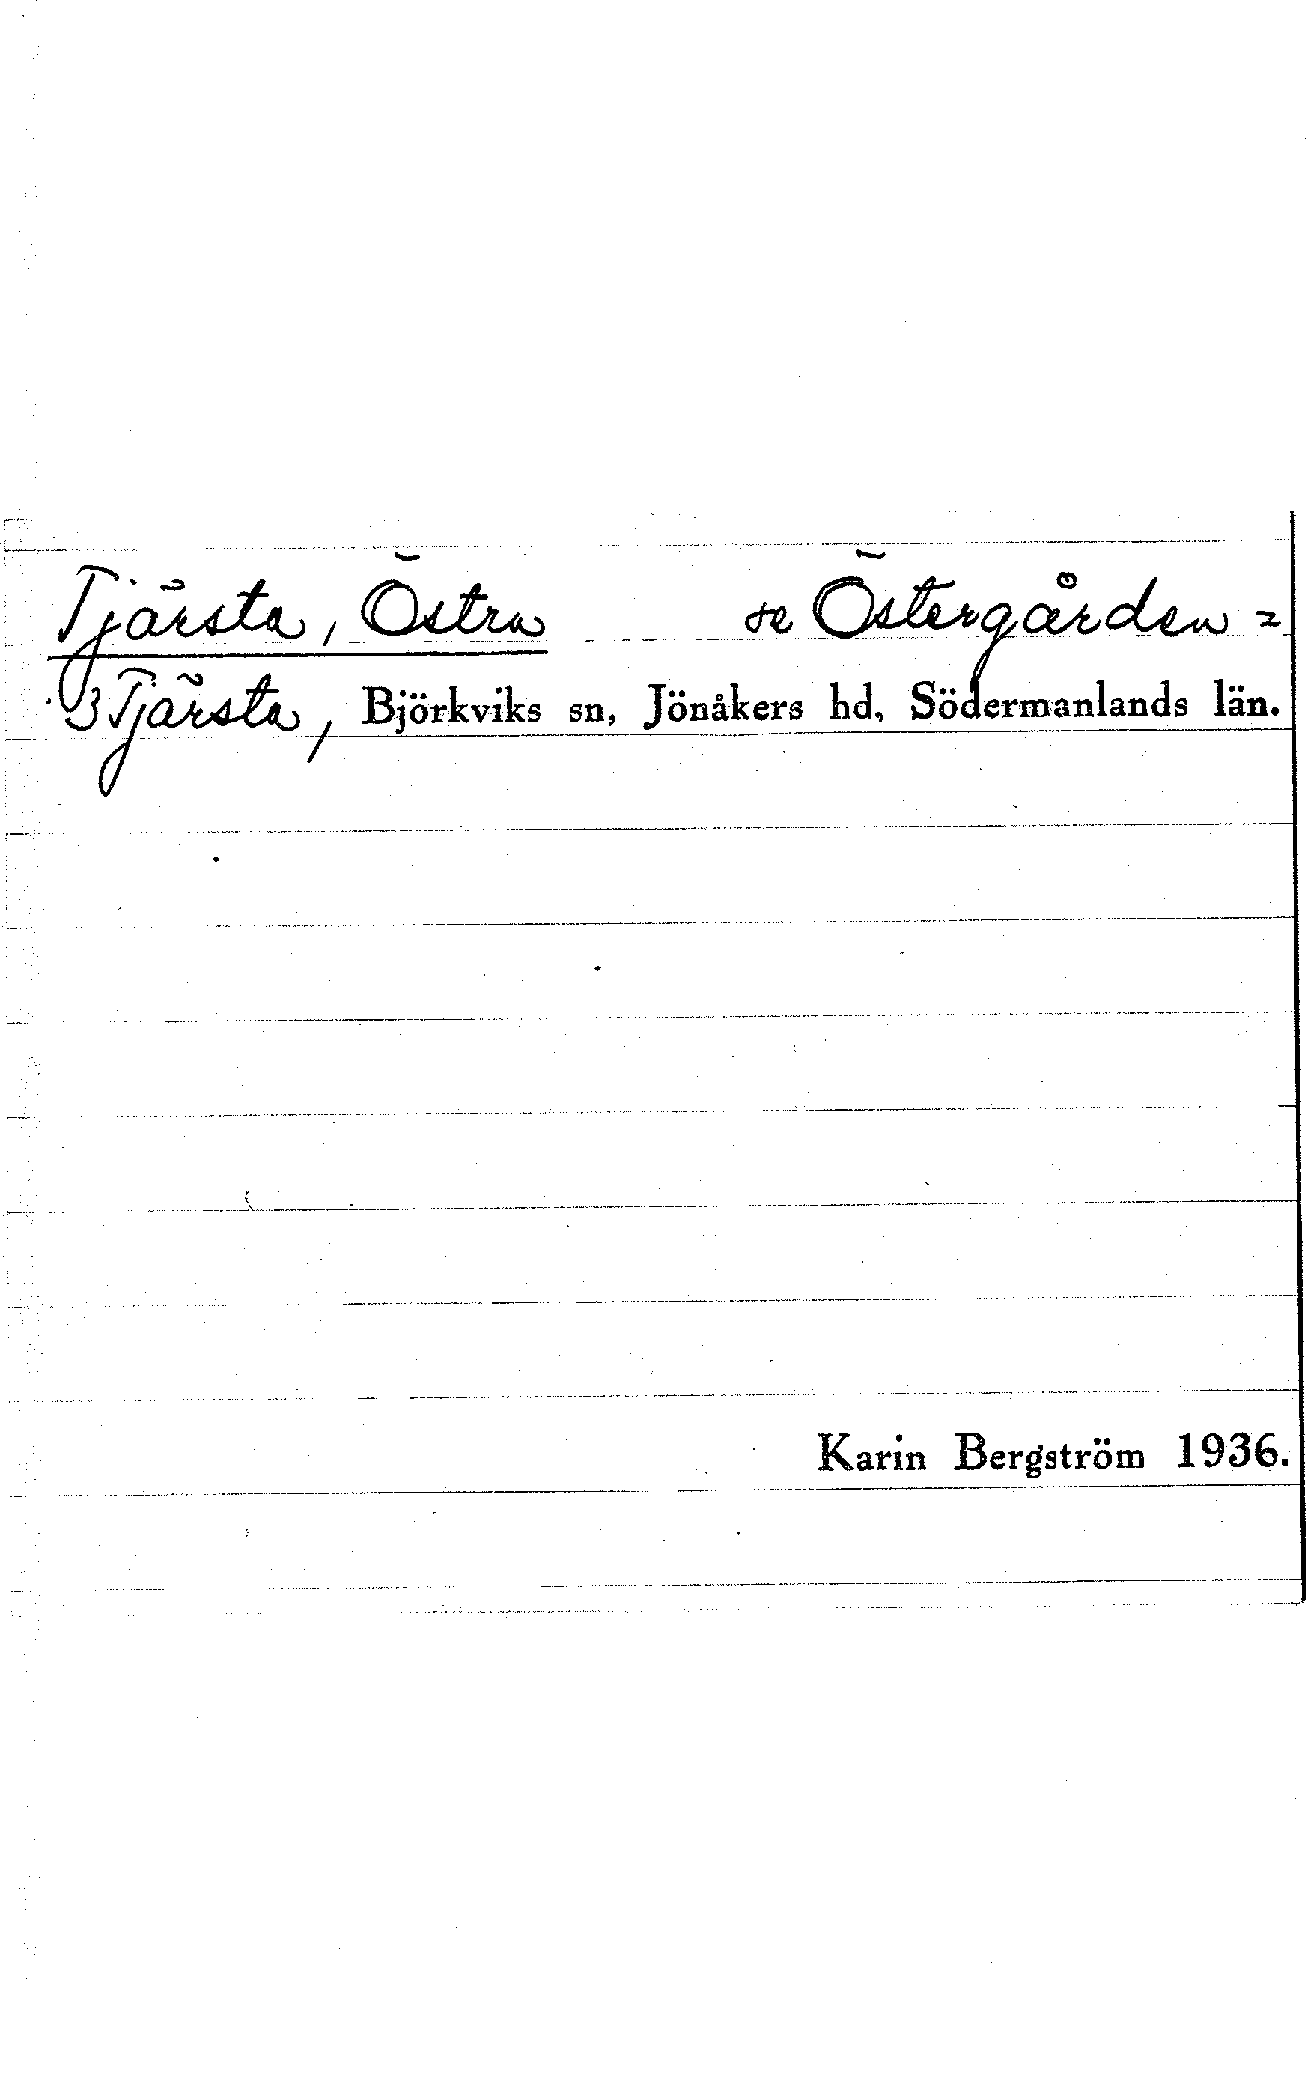 Tjärsta, Östra se Östergården =
3 Tjärsta, Björkviks sn, Jönåkers hd, Södermanlands län.
Karin Bergström 1936.